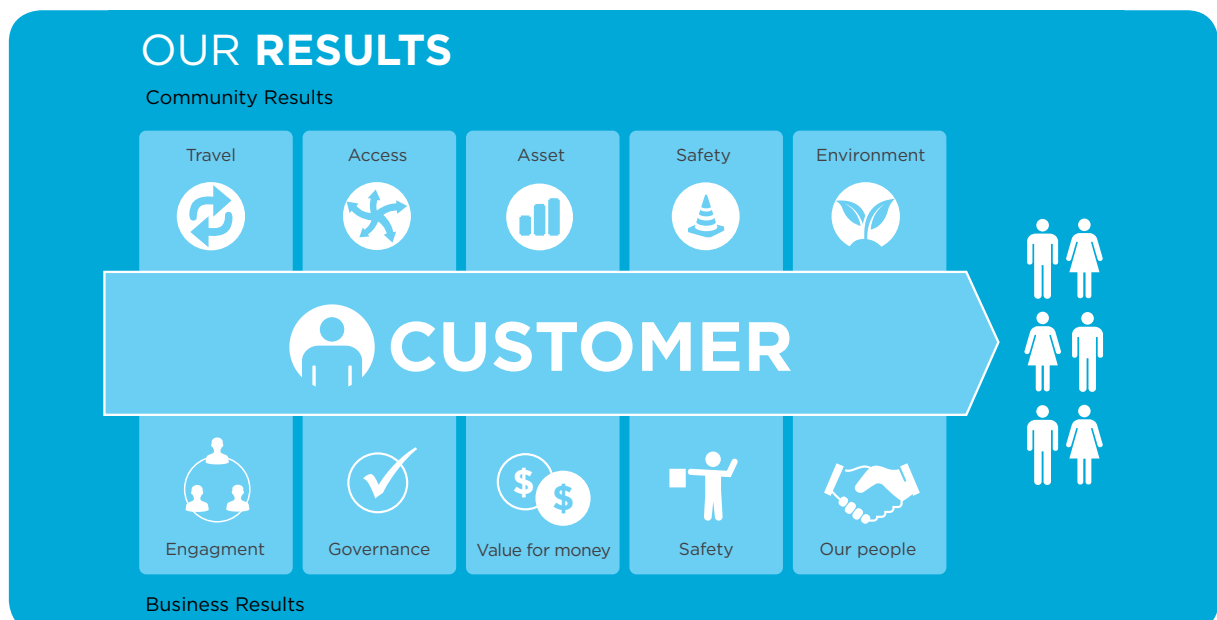 OUR RESULTS
Community Results
Travel
Access
Asset
Safety
Environment
CUSTOMER
$ $
Engagment
Governance
Value for money
Safety
Our people
Business Results